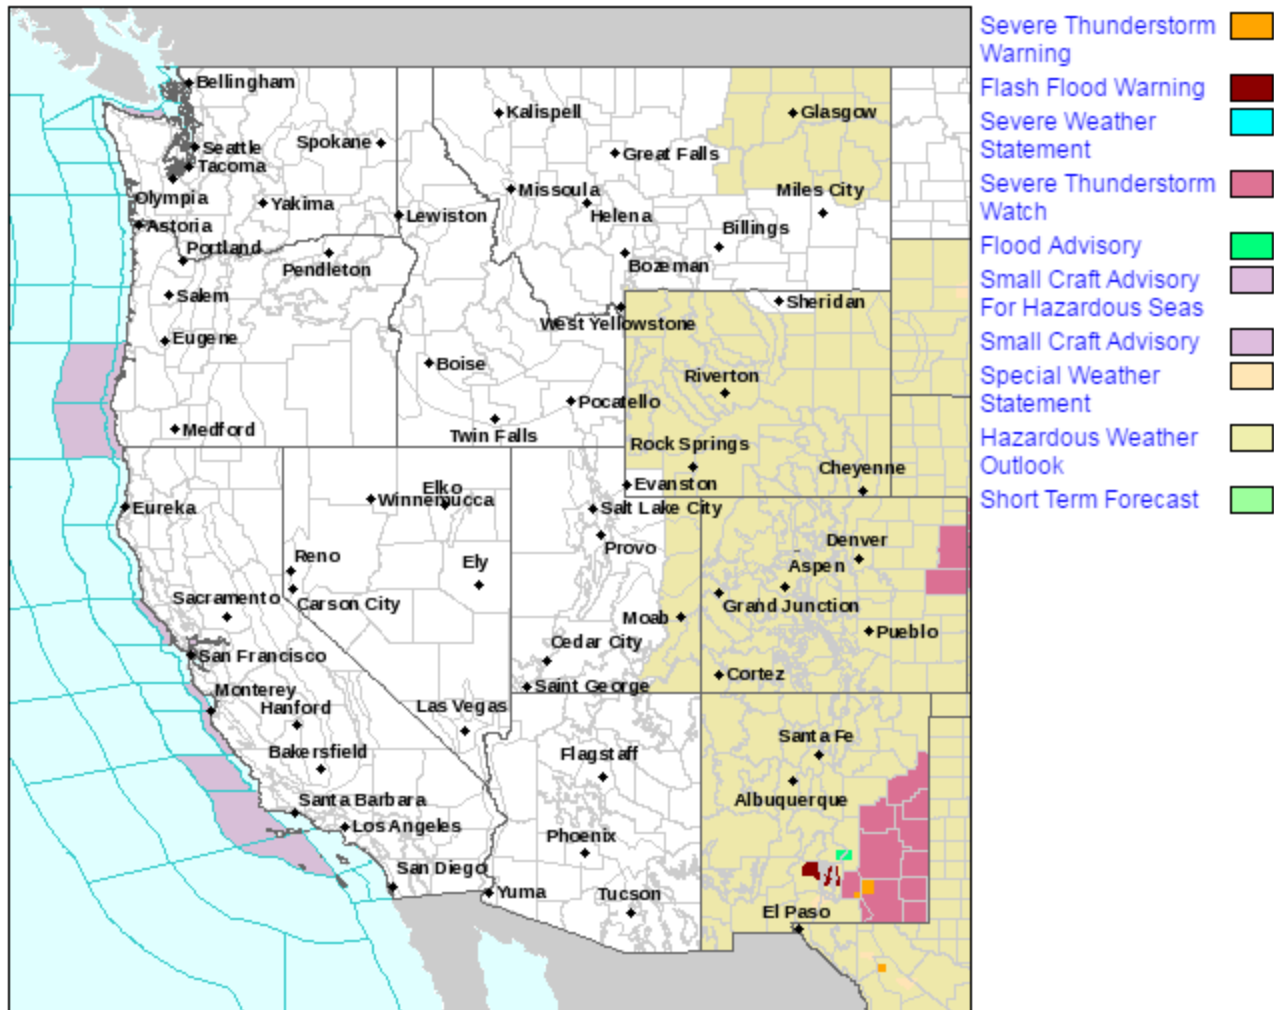 Bellingham
Kalispell
Glasgow
Seattle
Spokane
Great Falls
Tacoma
Olympia
Yakima
Missoula
Miles City
Astoria
Lewiston
Helena
Billings
Portland
Pendleton
Bozeman
Salem
Sheridan
West Yellowstone
Eugene
Boise
Riverton
Pocatello
Medford
Twin Falls
Rock Springs
Cheyenne
Elko
Winnemucca
Evanston
Eureka
Salt Lake City
Provo
Denver
Reno
Ely
Aspen
Sacramento
Carson City
Grand Junction
Moab
Pueblo
Cedar City
San Francisco
Cortez
Saint George
Monterey
Hanford
Las Vegas
Santa Fe
Bakersfield
Flagstaff
Albuquerque
Santa Barbara
Los Angeles
Phoenix
San Diego
Yuma
Tucson
El Paso
Severe Thunderstorm
Warning
Flash Flood Warning
Severe Weather
Statement
Severe Thunderstorm
Watch
Flood Advisory
Small Craft Advisory
For Hazardous Seas
Small Craft Advisory
Special Weather
Statement
Hazardous Weather
Outlook
Short Term Forecast